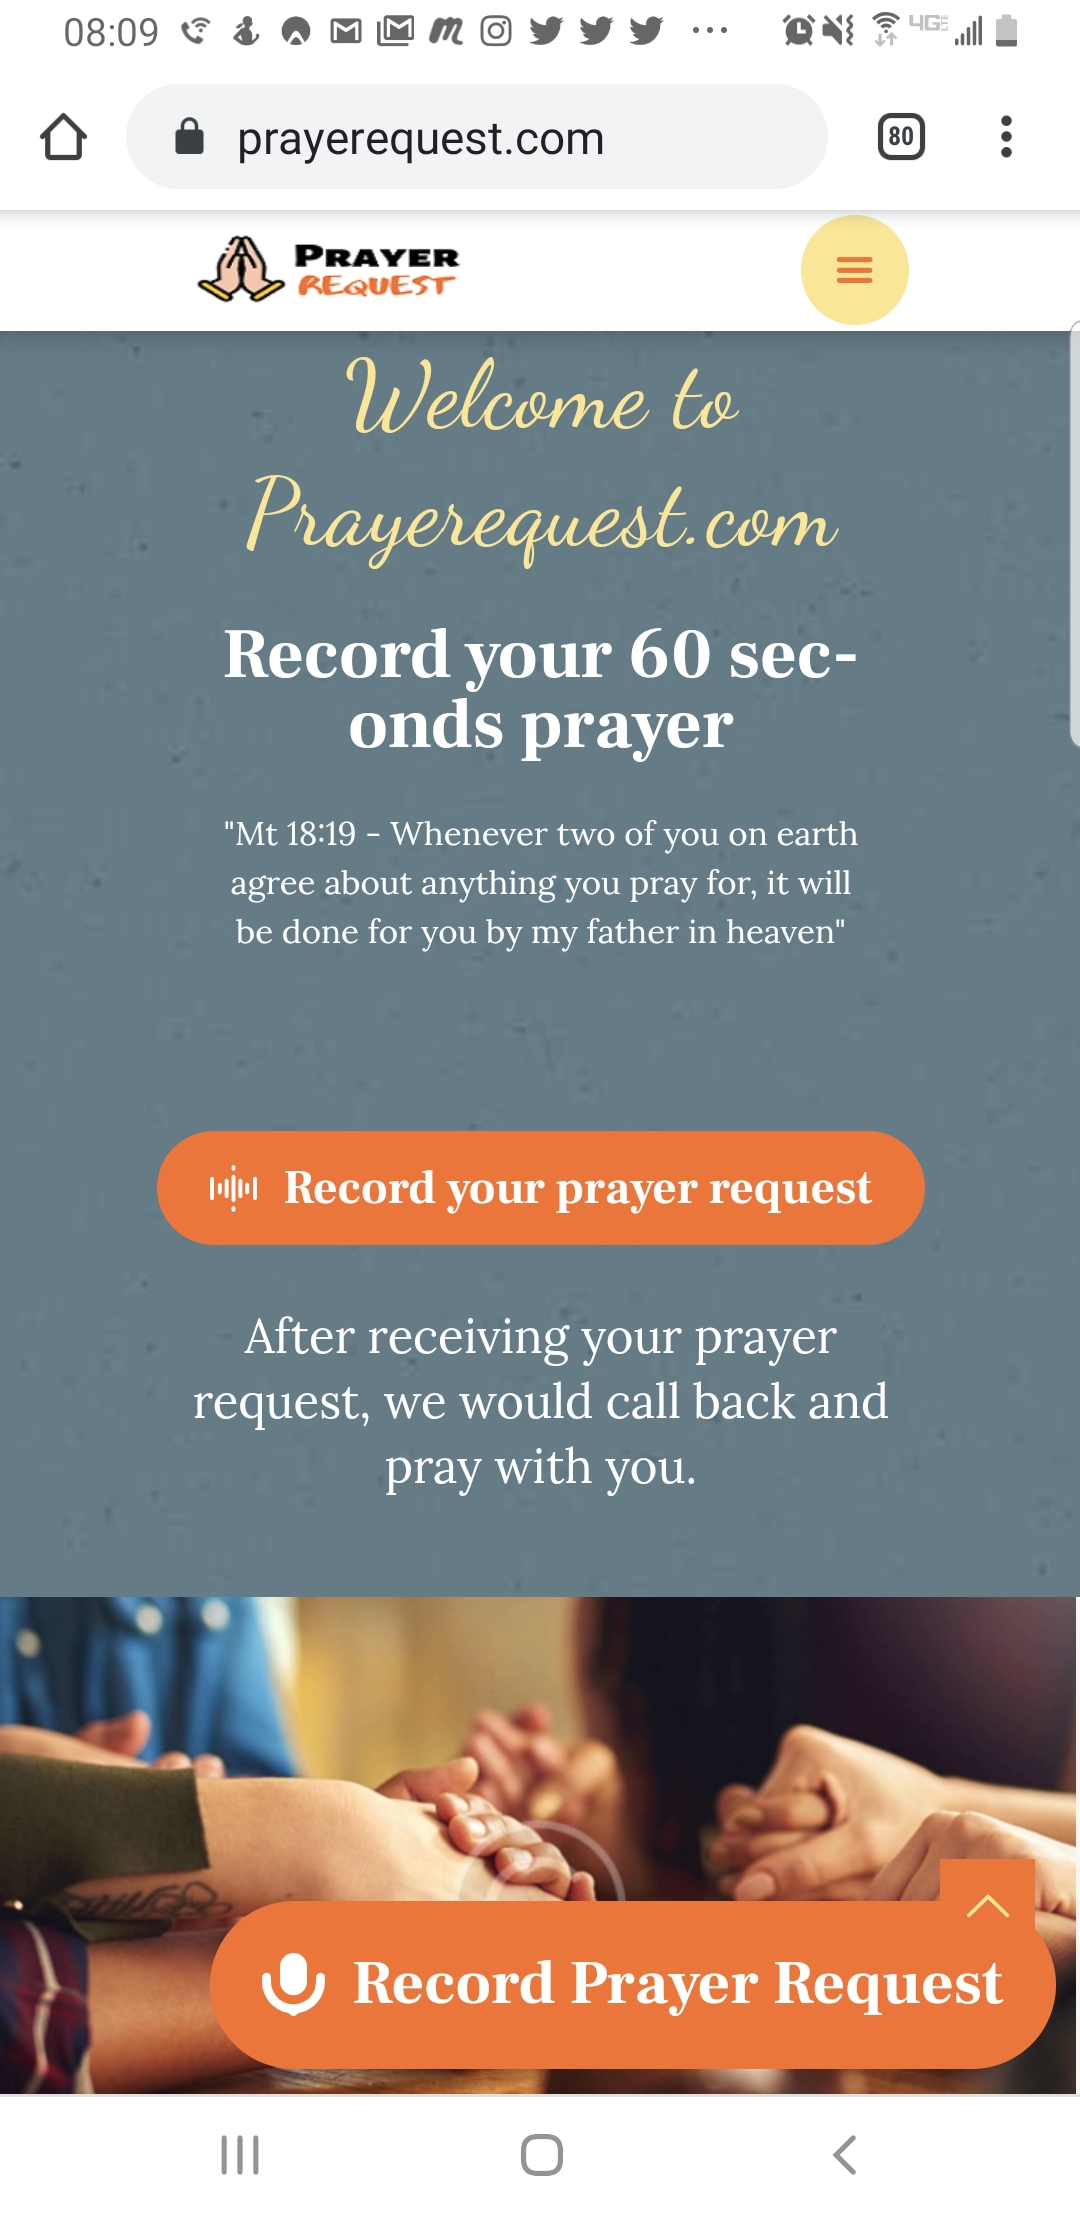 08:09
4G LTE
prayerequest.com
80
PRAYER
REQUEST
Welcome to
Prayerequest.com
Record your 60 sec-
onds prayer
"Mt 18:19 - Whenever two of you on earth
agree about anything you pray for, it will
be done for you by my father in heaven"
Record your prayer request
After receiving your prayer
request, we would call back and
pray with you.
Record Prayer Request